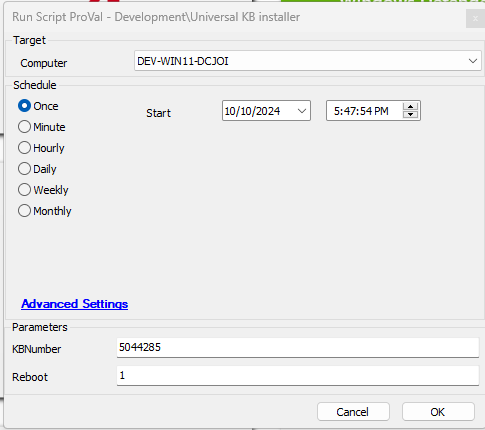 Run Script ProVal - Development\Universal KB installer
Target
Computer
DEV-WIN11-DCJOI
Schedule
Once
Start
10/10/2024
5:47:54 PM
Minute
Hourly
Daily
Weekly
Monthly
Advanced Settings
Parameters
KBNumber
5044285
Reboot
1
Cancel
OK